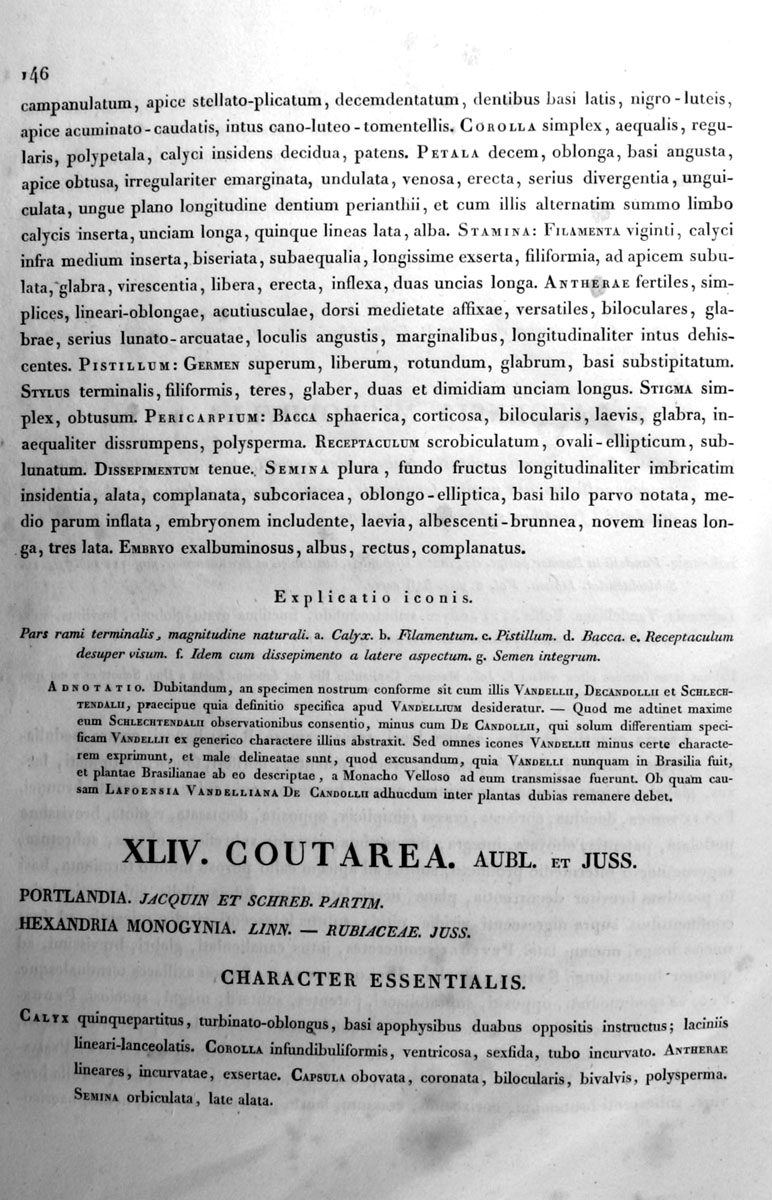 146
campanulatum, apice stellato-plicatum, decemdentatum, dentibus basi latis, nigro-luteis,
apice acuminato-caudatis, intus cano-luteo-tomentellis. COROLLA simplex, aequalis, regu-
laris, polypetala, calyci insidens decidua, patens. PETALA decem, oblonga, basi angusta,
apice obtusa, irregulariter emarginata, undulata, venosa, erecta, serius divergentia, ungui-
culata, ungue plano longitudine dentium perianthii, et cum illis alternatim summo limbo
calycis inserta, unciam longa, quinque lineas lata, alba. STAMINA: FILAMENTA viginti, calyci
infra medium inserta, biseriata, subaequalia, longissime exserta, filiformia, ad apicem subu-
lata, glabra, virescentia, libera, erecta, inflexa, duas uncias longa. ANTHERAE fertiles, sim-
plices, lineari-oblongae, acutiusculae, dorsi medietate affixae, versatiles, biloculares, gla-
brae, serius lunato-arcuatae, loculis angustis, marginalibus, longitudinaliter intus dehis-
centes. PISTILLUM: GERMEN superum, liberum, rotundum, glabrum, basi substipitatum.
STYLUS terminalis, filiformis, teres, glaber, duas et dimidiam unciam longus. STIGMA sim-
plex, obtusum. PERICARPIUM: BACCA sphaerica, corticosa, bilocularis, laevis, glabra, in-
aequaliter dissrumpens, polysperma. RECEPTACULUM scrobiculatum, ovali-ellipticum, sub-
lunatum. DISSEPIMENTUM tenue. SEMINA plura, fundo fructus longitudinaliter imbricatim
insidentia, alata, complanata, subcoriacea, oblongo-elliptica, basi hilo parvo notata, me-
dio parum inflata, embryonem includente, laevia, albescenti-brunnea, novem lineas lon-
ga, tres lata. EMBRYO exalbuminosus, albus, rectus, complanatus.
Explicatio iconis.
Pars rami terminalis, magnitudine naturali. a. Calyx. b. Filamentum. c. Pistillum. d. Bacca. e. Receptaculum
desuper visum. f. Idem cum dissepimento a latere aspectum. g. Semen integrum.
ADNOTATIO. Dubitandum, an specimen nostrum conforme sit cum illis VANDELLII, DECANDOLLII et SCHLECH-
TENDALII, praecipue quia definitio specifica apud VANDELLIUM desideratur. — Quod me adtinet maxime
cum SCHLECHTENDALII observationibus consentio, minus cum DE CANDOLLII, qui solum differentiam speci-
ficam VANDELLII ex generico charactere illius abstraxit. Sed omnes icones VANDELLII minus certe characte-
rem exprimunt, et male delineatae sunt, quod excusandum, quia VANDELLI nunquam in Brasilia fuit,
et plantae Brasilianae ab eo descriptae, a Monacho Velloso ad eum transmissae fuerunt. Ob quam cau-
sam LAFOENSIA VANDELLIANA DE CANDOLLII adhucdum inter plantas dubias remanere debet.
XLIV. COUTAREA. AUBL. ET JUSS.
PORTLANDIA. JACQUIN ET SCHREB. PARTIM.
HEXANDRIA MONOGYNIA. LINN. — RUBIACEAE. JUSS.
CHARACTER ESSENTIALIS.
CALYX quinquepartitus, turbinato-oblongus, basi apophysibus duabus oppositis instructus; laciniis
lineari-lanceolatis. COROLLA infundibuliformis, ventricosa, sexfida, tubo incurvato. ANTHERAE
lineares, incurvatae, exsertae. CAPSULA obovata, coronata, bilocularis, bivalvis, polysperma.
SEMINA orbiculata, late alata.